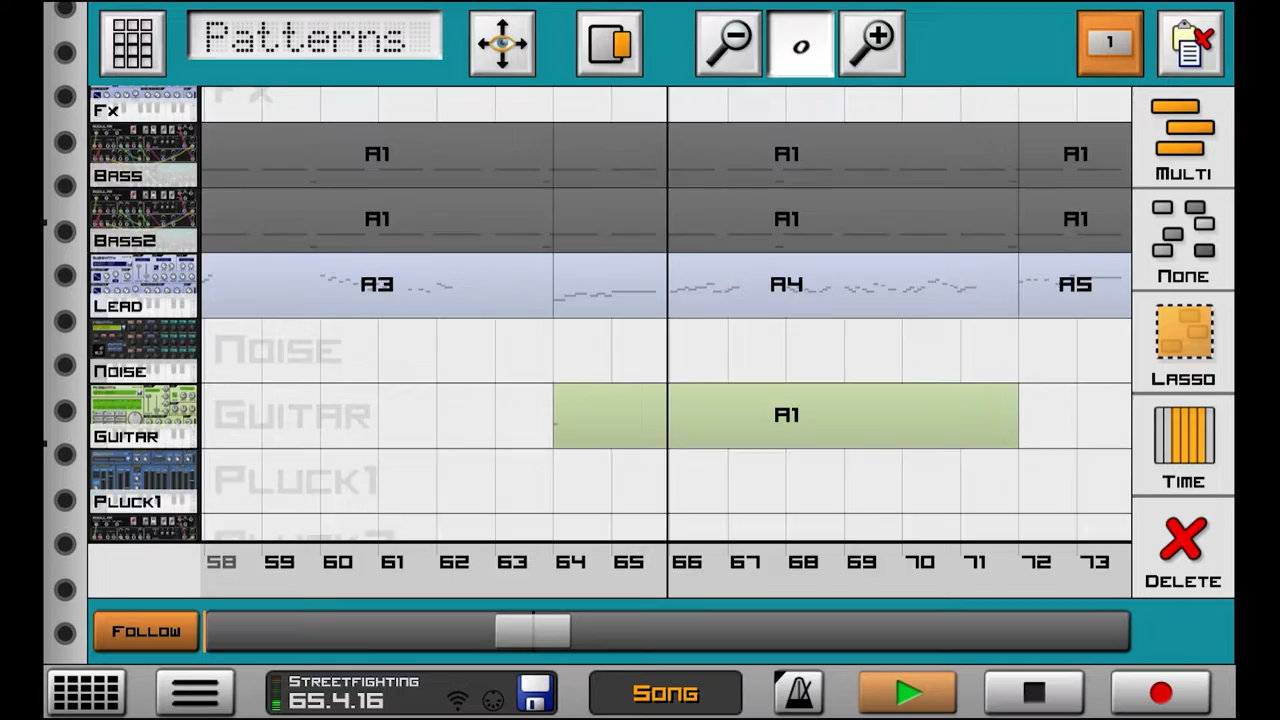 Patterns
1
Fx
Fx
Bass
A1 A1 A1
Bass2
A1 A1 A1
Lead
A3 A4 A5
Noise
Noise
Guitar
Guitar
A1
Pluck1
Pluck1
Pluck2
58 59 60 61 62 63 64 65 66 67 68 69 70 71 72 73
Multi
None
Lasso
Time
Delete
Follow
Streetfighting
65.4.16
Song